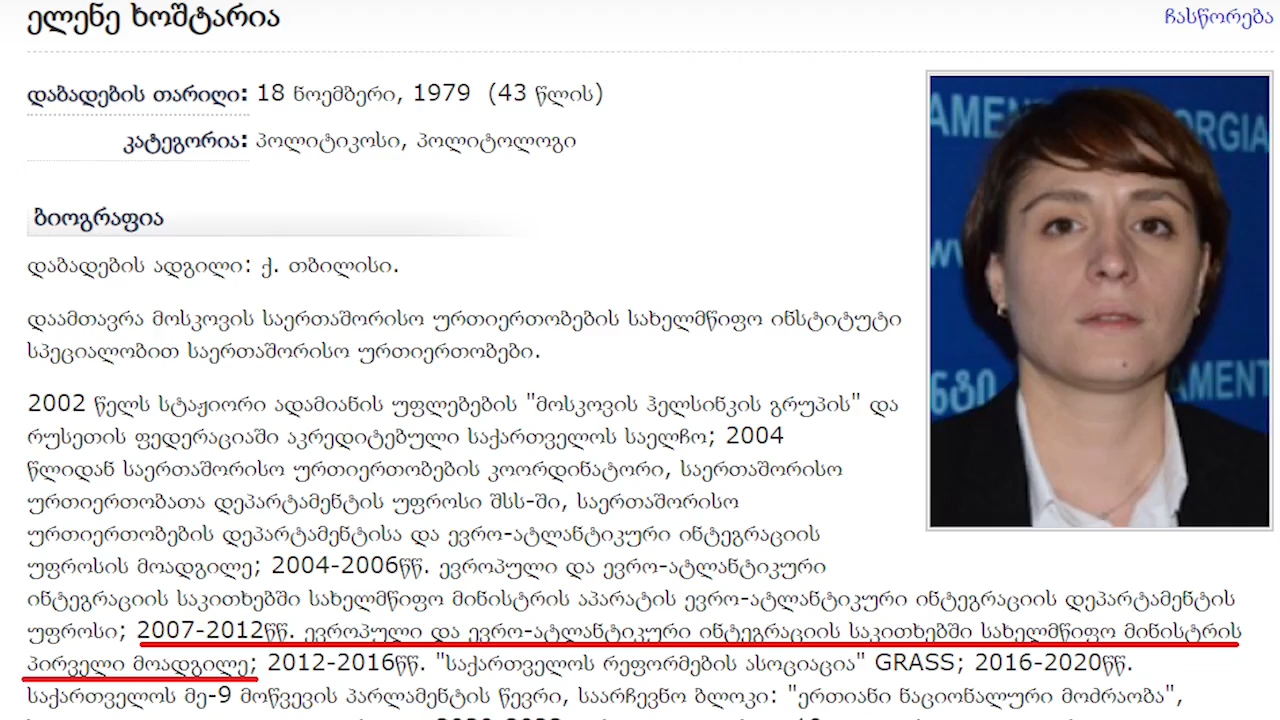 ელენე ხოშტარია
ჩასწორება
დაბადების თარიღი: 18 ნოემბერი, 1979 (43 წლის)
კატეგორია: პოლიტიკოსი, პოლიტოლოგი
ბიოგრაფია
დაბადების ადგილი: ქ. თბილისი.
დაამთავრა მოსკოვის საერთაშორისო ურთიერთობების სახელმწიფო ინსტიტუტი
სპეციალობით საერთაშორისო ურთიერთობები.
2002 წელს სტაჟიორი ადამიანის უფლებების "მოსკოვის ჰელსინკის გრუპის" და
რუსეთის ფედერაციაში აკრედიტებული საქართველოს საელჩო; 2004
წლიდან საერთაშორისო ურთიერთობების კოორდინატორი, საერთაშორისო
ურთიერთობათა დეპარტამენტის უფროსი შსს-ში, საერთაშორისო
ურთიერთობების დეპარტამენტისა და ევრო-ატლანტიკური ინტეგრაციის
უფროსის მოადგილე; 2004-2006წწ. ევროპული და ევრო-ატლანტიკური
ინტეგრაციის საკითხებში სახელმწიფო მინისტრის აპარატის ევრო-ატლანტიკური ინტეგრაციის დეპარტამენტის
უფროსი; 2007-2012წწ. ევროპული და ევრო-ატლანტიკური ინტეგრაციის საკითხებში სახელმწიფო მინისტრის
პირველი მოადგილე; 2012-2016წწ. "საქართველოს რეფორმების ასოციაცია" GRASS; 2016-2020წწ.
საქართველოს მე-9 მოწვევის პარლამენტის წევრი, საარჩევნო ბლოკი: "ერთიანი ნაციონალური მოძრაობა",